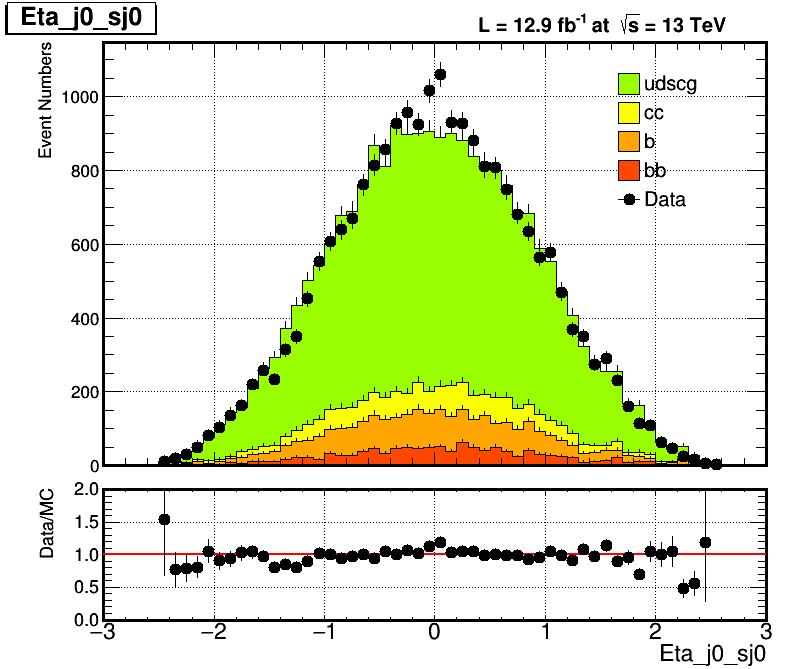 Eta_j0_sj0
L = 12.9 fb⁻¹ at √s = 13 TeV
Event Numbers
1000
800
600
400
200
0
udscg
cc
b
bb
Data
Data/MC
2.0
1.5
1.0
0.5
0.0
−3 −2 −1 0 1 2 3
Eta_j0_sj0